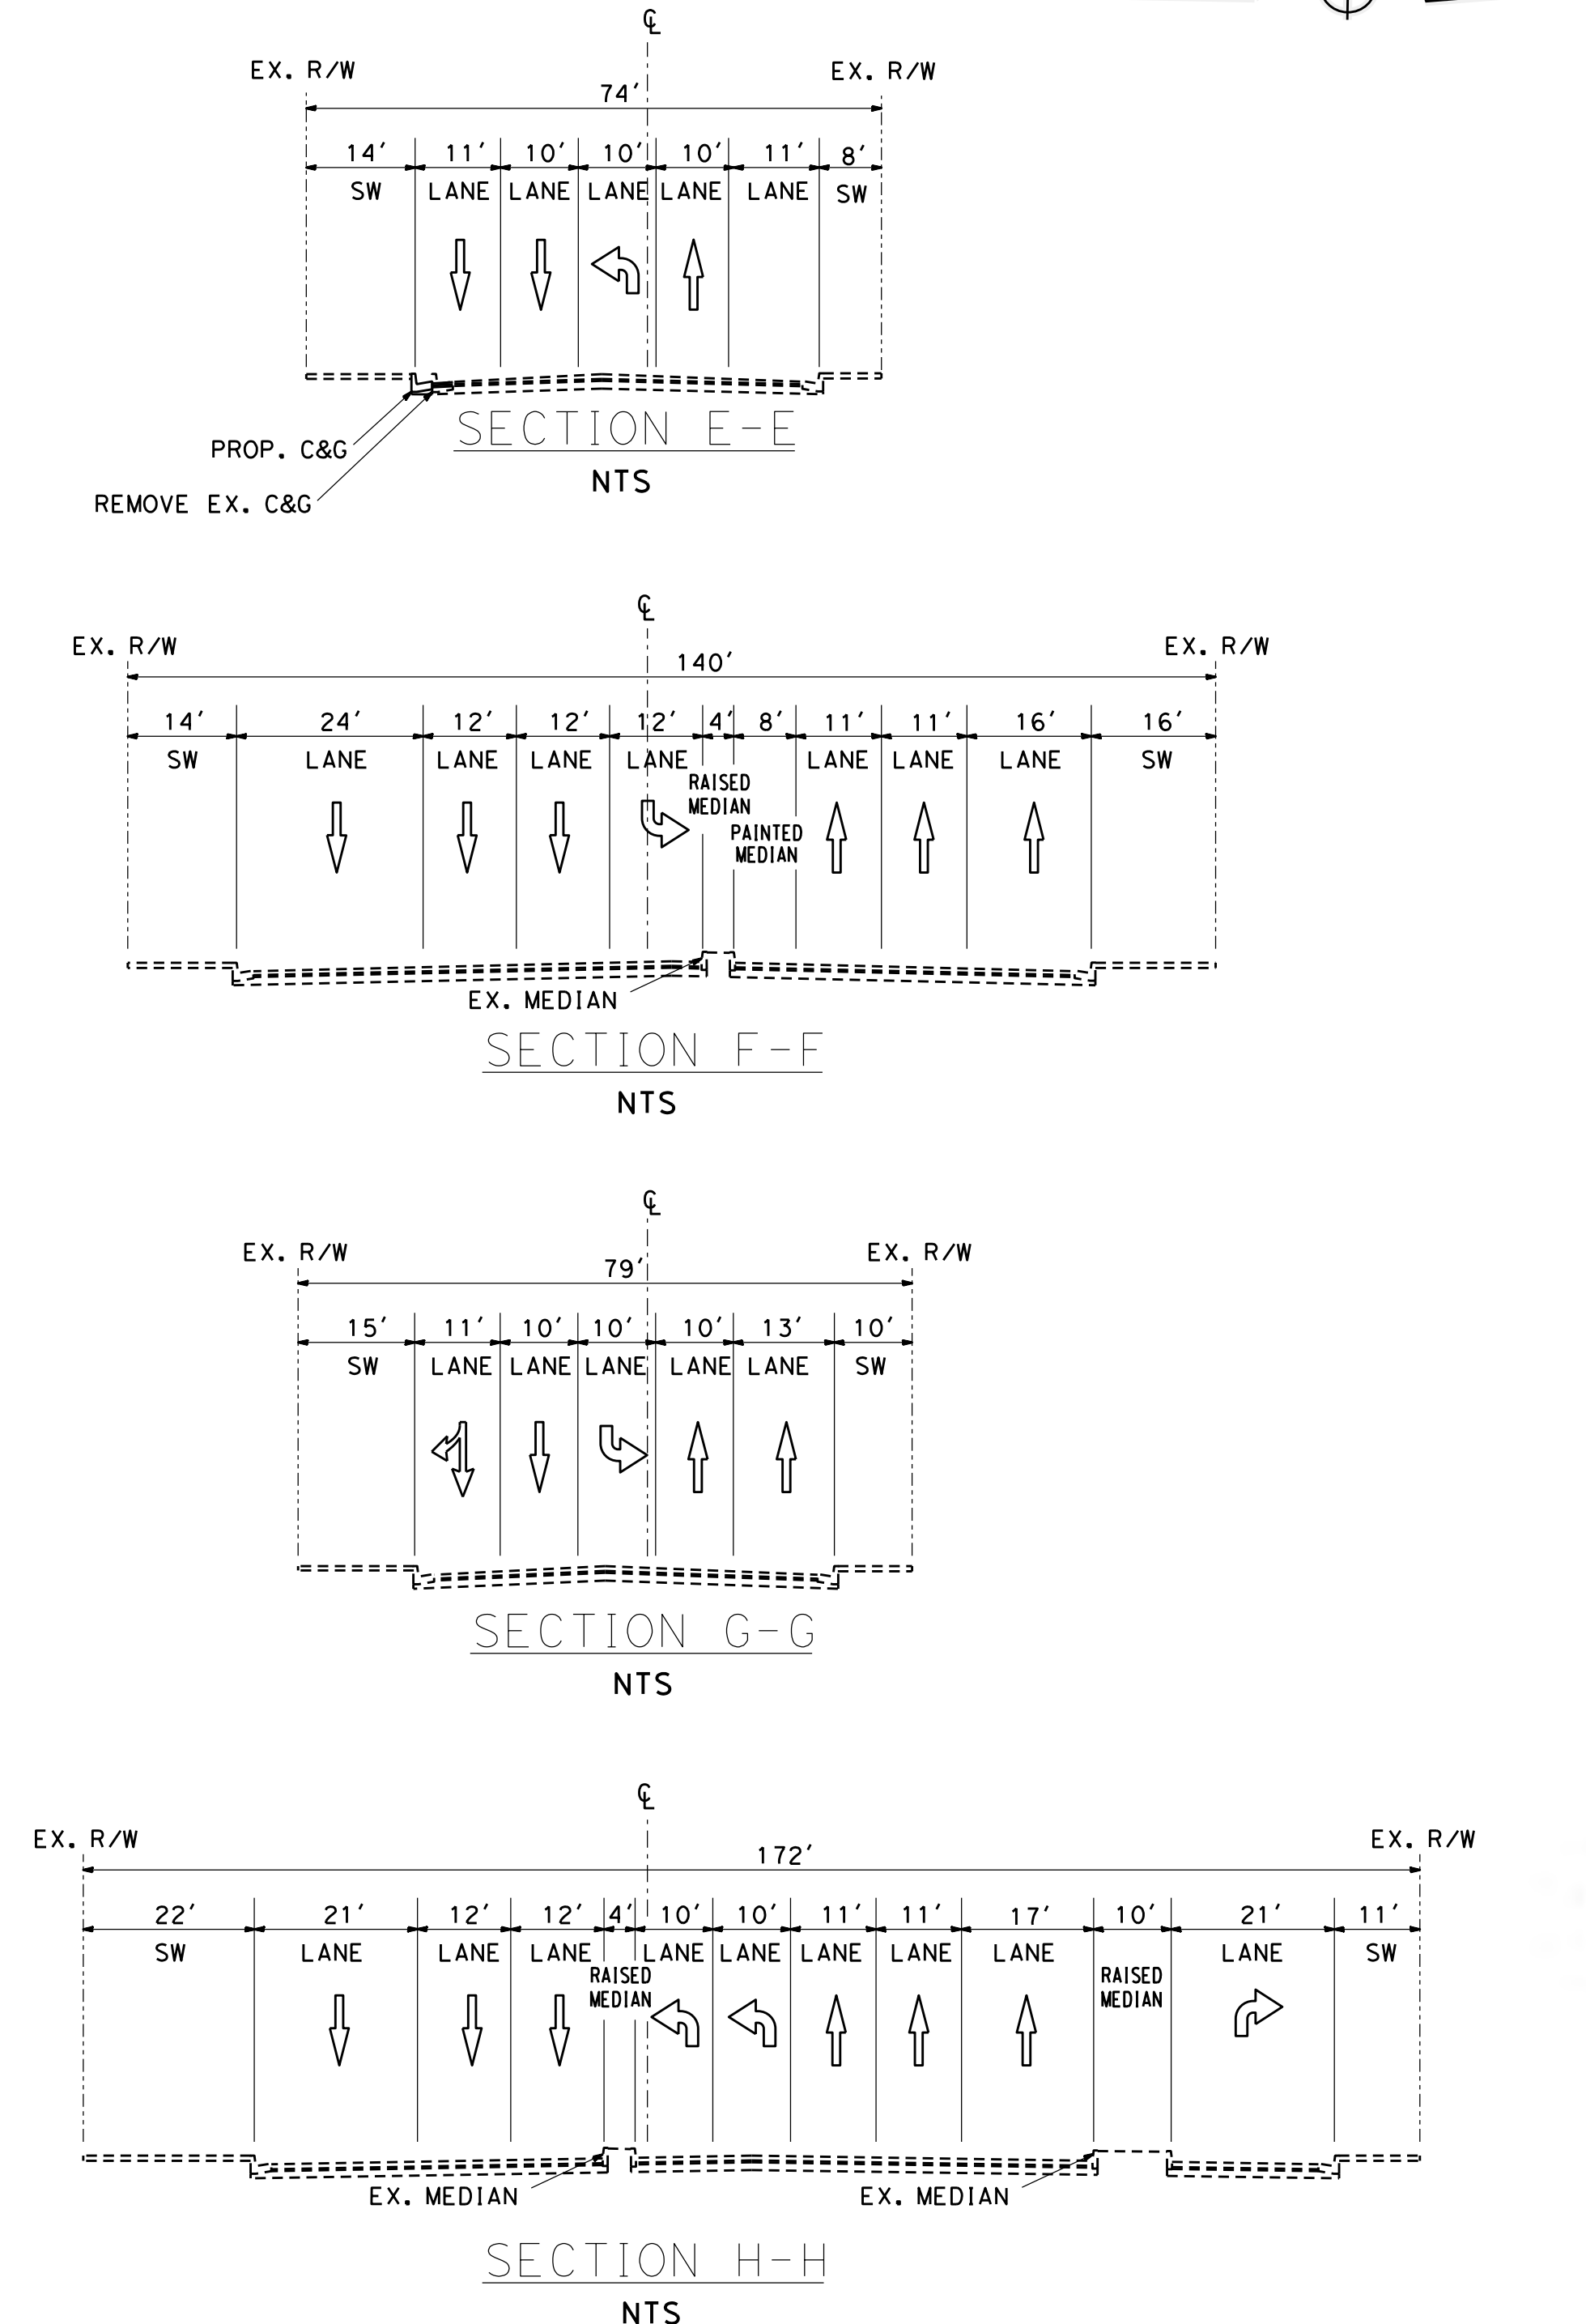 ℄
EX. R/W EX. R/W
74′
14′ 11′ 10′ 10′ 10′ 11′ 8′
SW LANE LANE LANE LANE LANE SW
PROP. C&G
REMOVE EX. C&G
SECTION E-E
NTS
℄
EX. R/W EX. R/W
140′
14′ 24′ 12′ 12′ 12′ 4′ 8′ 11′ 11′ 16′ 16′
SW LANE LANE LANE LANE LANE LANE LANE SW
RAISED
MEDIAN
PAINTED
MEDIAN
EX. MEDIAN
SECTION F-F
NTS
℄
EX. R/W EX. R/W
79′
15′ 11′ 10′ 10′ 10′ 13′ 10′
SW LANE LANE LANE LANE LANE SW
SECTION G-G
NTS
℄
EX. R/W EX. R/W
172′
22′ 21′ 12′ 12′ 4′ 10′ 10′ 11′ 11′ 17′ 10′ 21′ 11′
SW LANE LANE LANE LANE LANE LANE LANE LANE LANE SW
RAISED RAISED
MEDIAN MEDIAN
EX. MEDIAN EX. MEDIAN
SECTION H-H
NTS